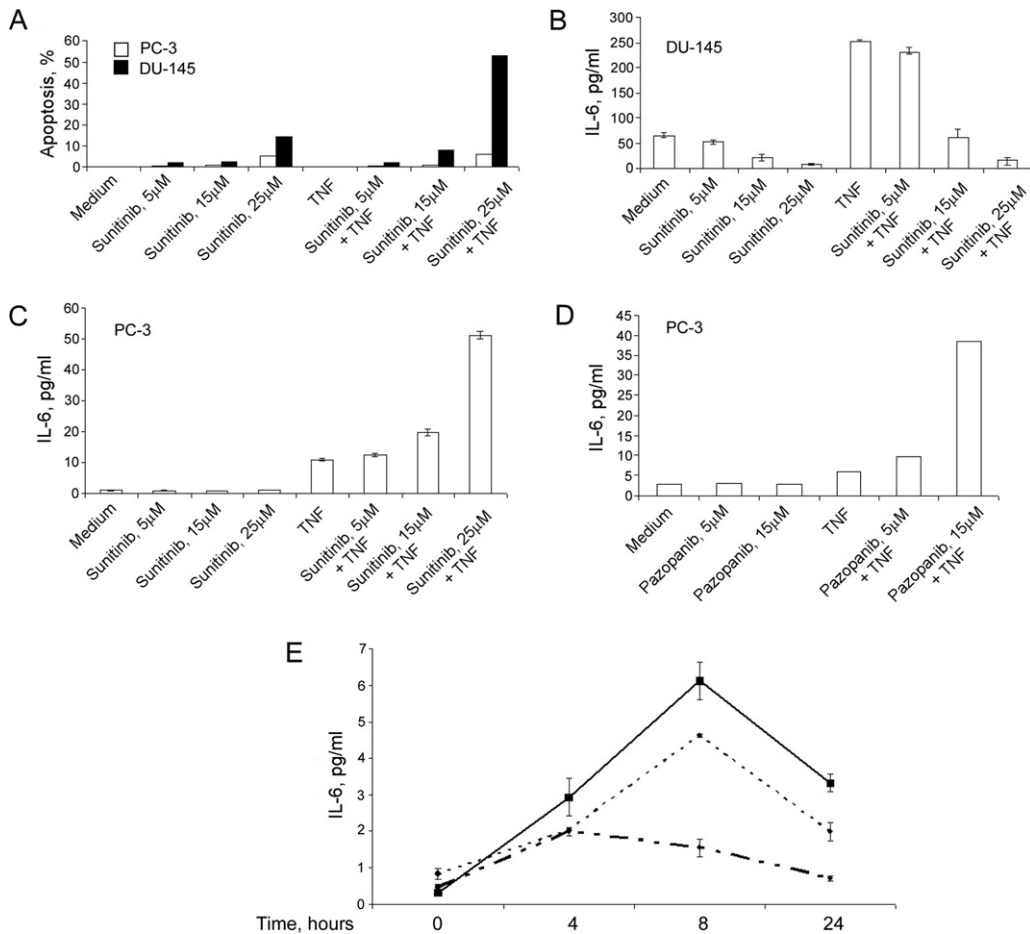 A
Apoptosis, %
60
50
40
30
20
10
0
PC-3
DU-145
Medium
Sunitinib, 5µM
Sunitinib, 15µM
Sunitinib, 25µM
TNF
Sunitinib, 5µM
+ TNF
Sunitinib, 15µM
+ TNF
Sunitinib, 25µM
+ TNF
B
IL-6, pg/ml
300
250
200
150
100
50
0
DU-145
Medium
Sunitinib, 5µM
Sunitinib, 15µM
Sunitinib, 25µM
TNF
Sunitinib, 5µM
+ TNF
Sunitinib, 15µM
+ TNF
Sunitinib, 25µM
+ TNF
C
IL-6, pg/ml
60
50
40
30
20
10
0
PC-3
Medium
Sunitinib, 5µM
Sunitinib, 15µM
Sunitinib, 25µM
TNF
Sunitinib, 5µM
+ TNF
Sunitinib, 15µM
+ TNF
Sunitinib, 25µM
+ TNF
D
IL-6, pg/ml
45
40
35
30
25
20
15
10
5
0
PC-3
Medium
Pazopanib, 5µM
Pazopanib, 15µM
TNF
Pazopanib, 5µM
+ TNF
Pazopanib, 15µM
+ TNF
E
IL-6, pg/ml
7
6
5
4
3
2
1
0
Time, hours 0 4 8 24